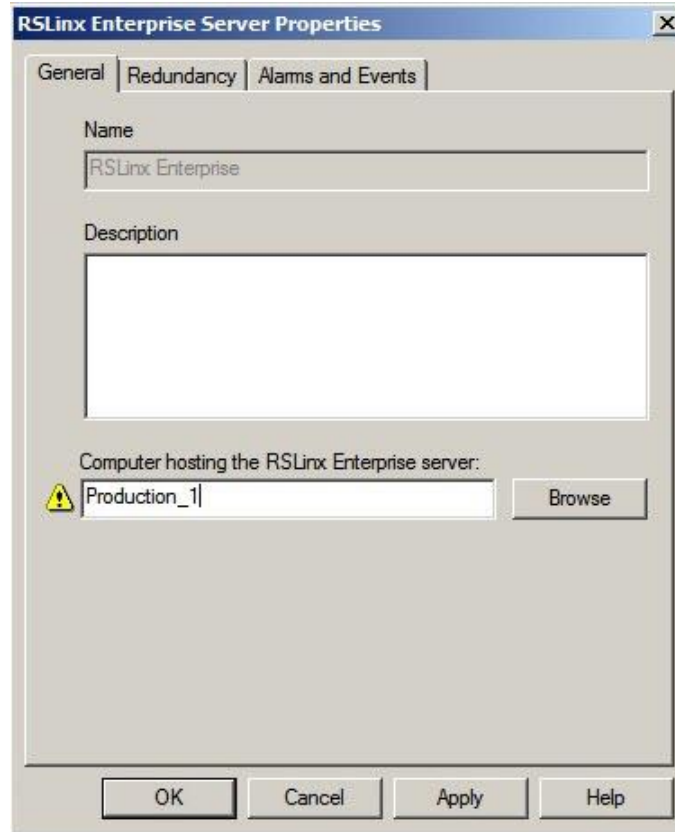 RSLinx Enterprise Server Properties
General Redundancy Alarms and Events
Name
RSLinx Enterprise
Description
Computer hosting the RSLinx Enterprise server:
Production_1
Browse
OK Cancel Apply Help